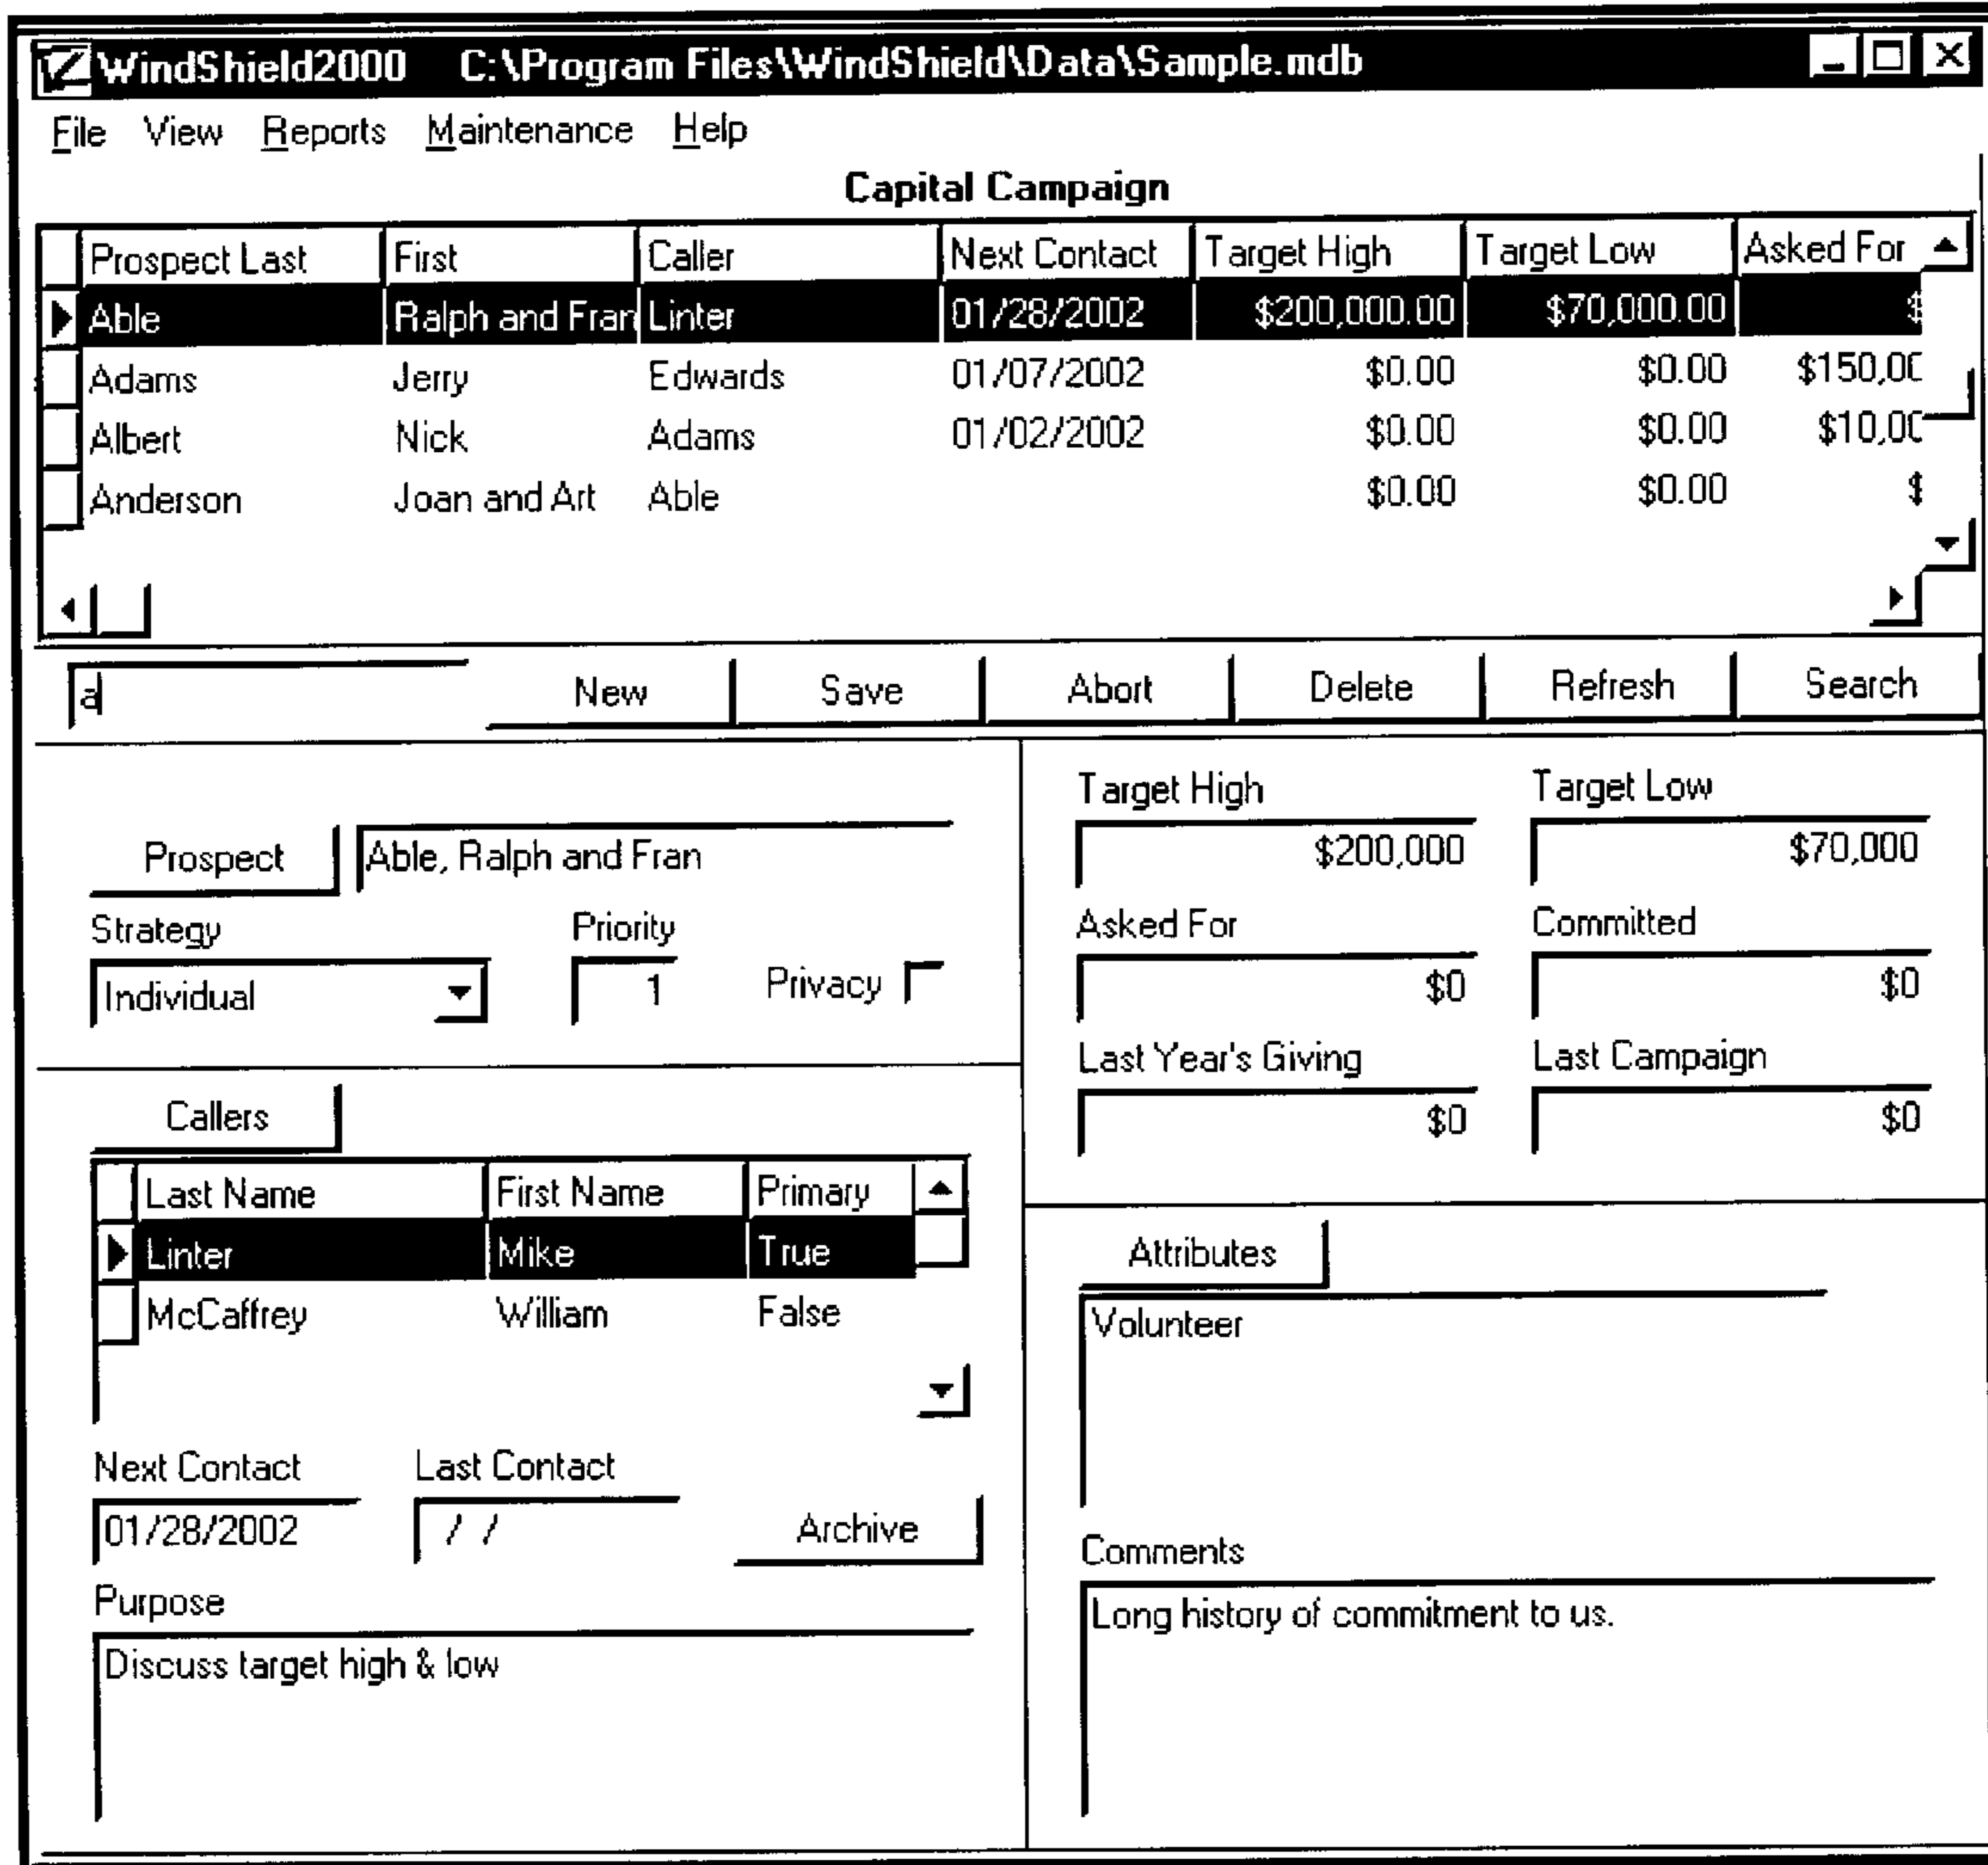 WindShield2000 C:\Program Files\WindShield\Data\Sample.mdb
File View Reports Maintenance Help
Capital Campaign
Prospect Last First Caller Next Contact Target High Target Low Asked For
Able Ralph and Fran Linter 01/28/2002 $200,000.00 $70,000.00 $
Adams Jerry Edwards 01/07/2002 $0.00 $0.00 $150,00
Albert Nick Adams 01/02/2002 $0.00 $0.00 $10,00
Anderson Joan and Art Able $0.00 $0.00 $
a New Save Abort Delete Refresh Search
Prospect Able, Ralph and Fran
Strategy Priority
Individual 1 Privacy
Target High Target Low
$200,000 $70,000
Asked For Committed
$0 $0
Last Year's Giving Last Campaign
$0 $0
Callers
Last Name First Name Primary
Linter Mike True
McCaffrey William False
Next Contact Last Contact
01/28/2002 / / Archive
Purpose
Discuss target high & low
Attributes
Volunteer
Comments
Long history of commitment to us.